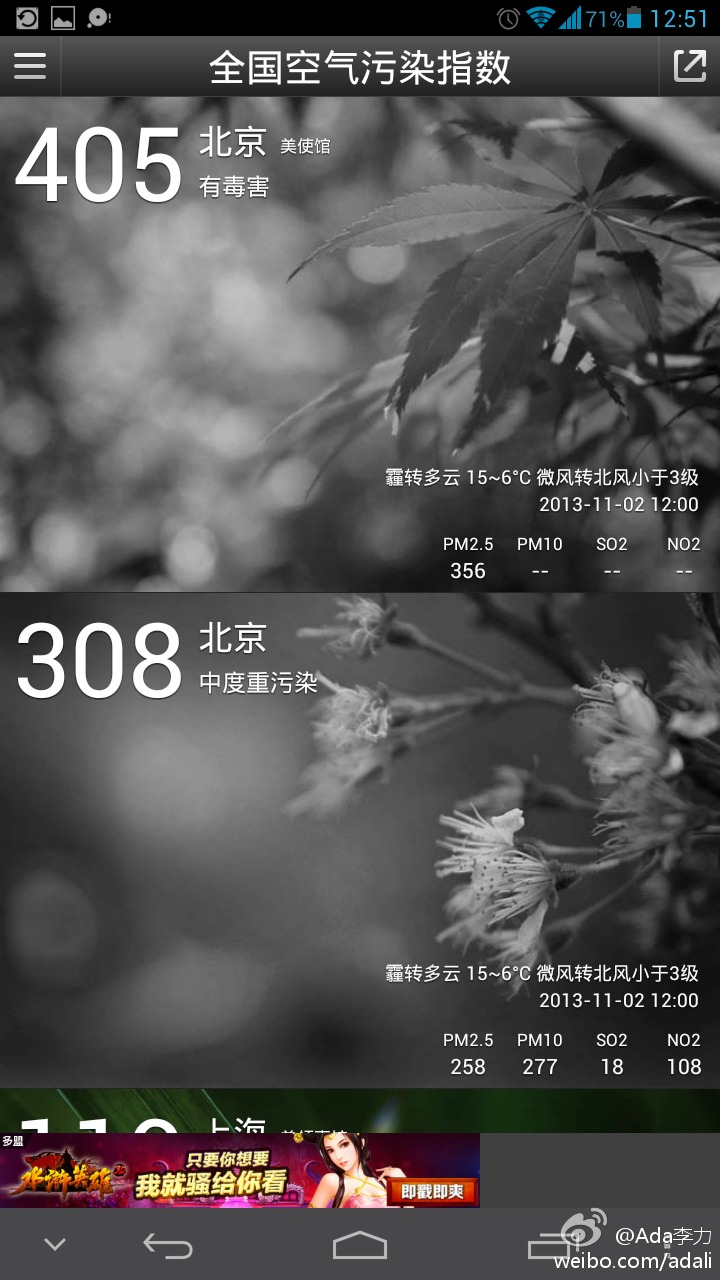 71% 12:51
全国空气污染指数
405 北京 美使馆
有毒害
霾转多云 15~6°C 微风转北风小于3级
2013-11-02 12:00
PM2.5 PM10 SO2 NO2
356 -- -- --
308 北京
中度重污染
霾转多云 15~6°C 微风转北风小于3级
2013-11-02 12:00
PM2.5 PM10 SO2 NO2
258 277 18 108
上海
多盟
水浒英雄
只要你想要
我就骚给你看
即戳即爽
@Ada李力
weibo.com/adali